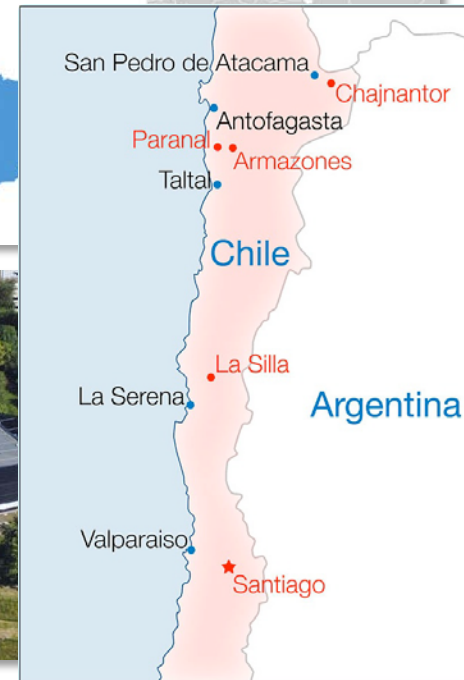 San Pedro de Atacama
Chajnantor
Antofagasta
Paranal
Armazones
Taltal
Chile
La Silla
La Serena
Argentina
Valparaiso
Santiago